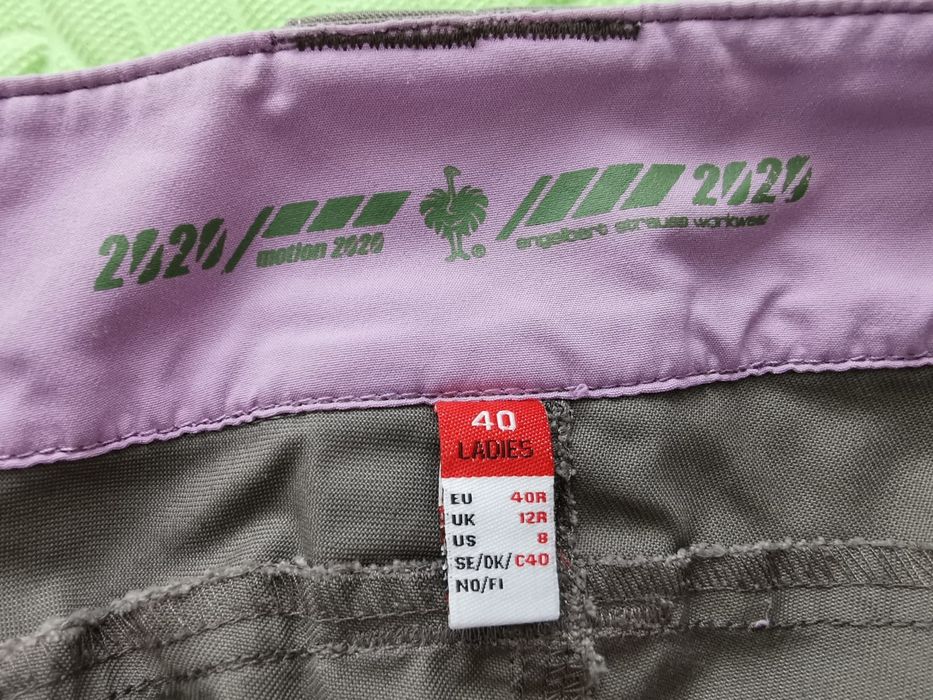 2020 2020
motion 2020 ® engelbert strauss workwear
40
LADIES
EU 40R
UK 12R
US 8
SE/DK/ C40
NO/FI